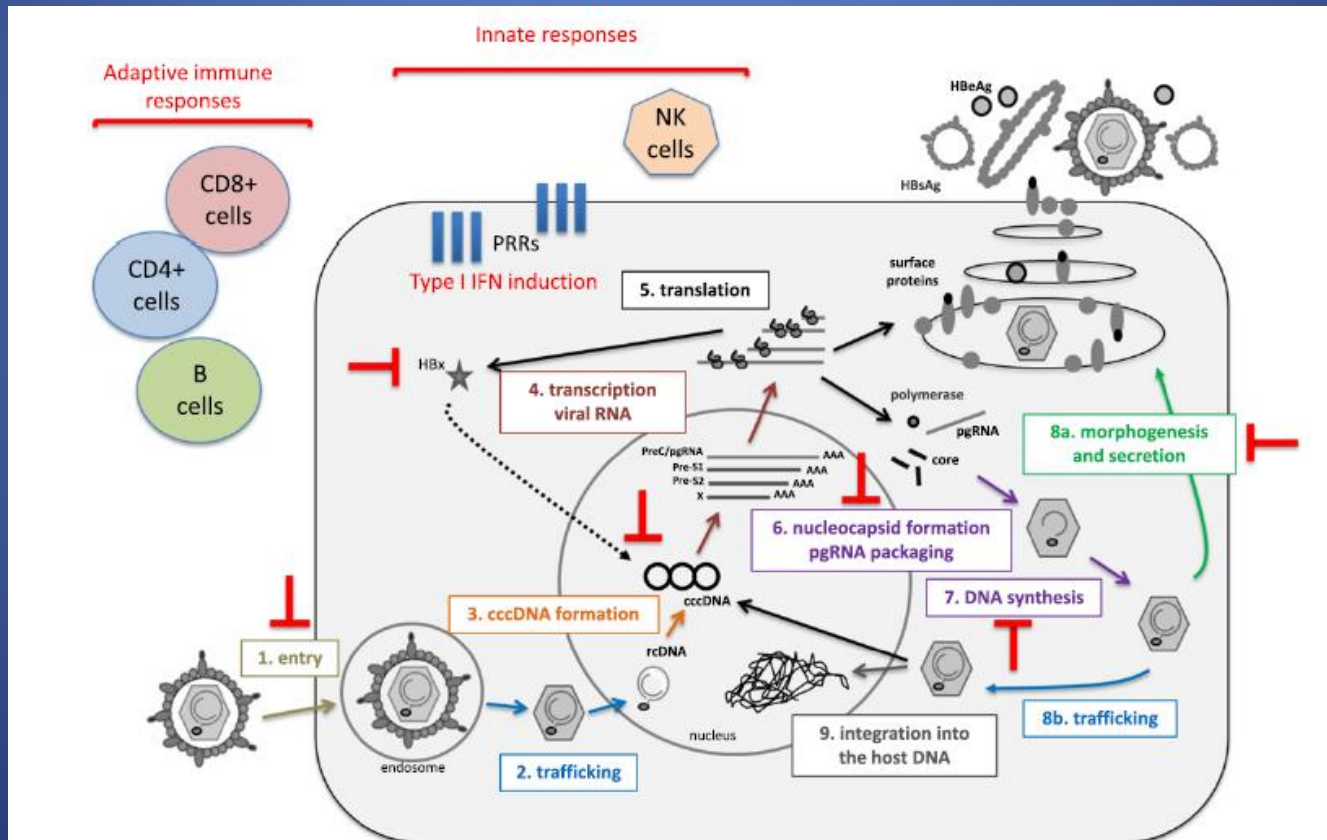 Innate responses
Adaptive immune
responses
HBeAg
NK
cells
CD8+
cells
HBsAg
CD4+
cells
PRRs
Type I IFN induction
5. translation
surface
proteins
B
cells
HBx
4. transcription
viral RNA
polymerase
pgRNA
core
8a. morphogenesis
and secretion
PreC/pgRNA AAA
Pre-S1 AAA
Pre-S2 AAA
X AAA
6. nucleocapsid formation
pgRNA packaging
cccDNA
3. cccDNA formation
7. DNA synthesis
1. entry
rcDNA
nucleus
8b. trafficking
9. integration into
the host DNA
endosome
2. trafficking